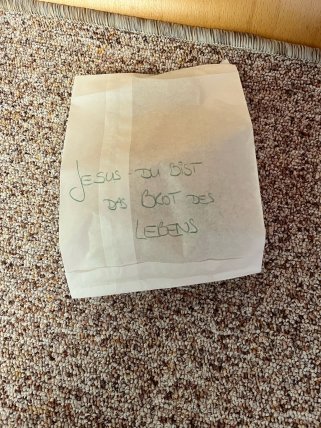 JESUS - DU BIST
DAS BROT DES
LEBENS